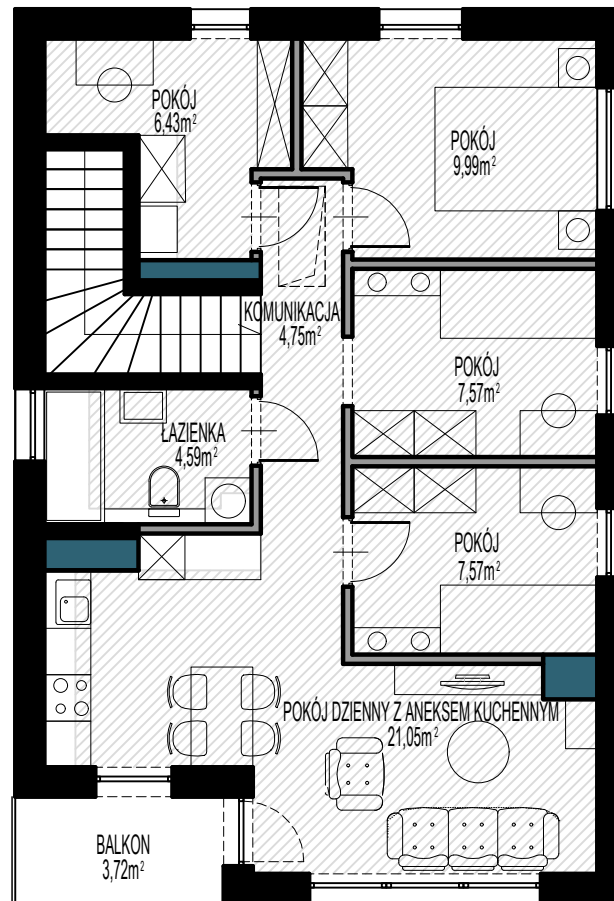 POKÓJ
6,43m²
POKÓJ
9,99m²
KOMUNIKACJA
4,75m²
POKÓJ
7,57m²
ŁAZIENKA
4,59m²
POKÓJ
7,57m²
POKÓJ DZIENNY Z ANEKSEM KUCHENNYM
21,05m²
BALKON
3,72m²